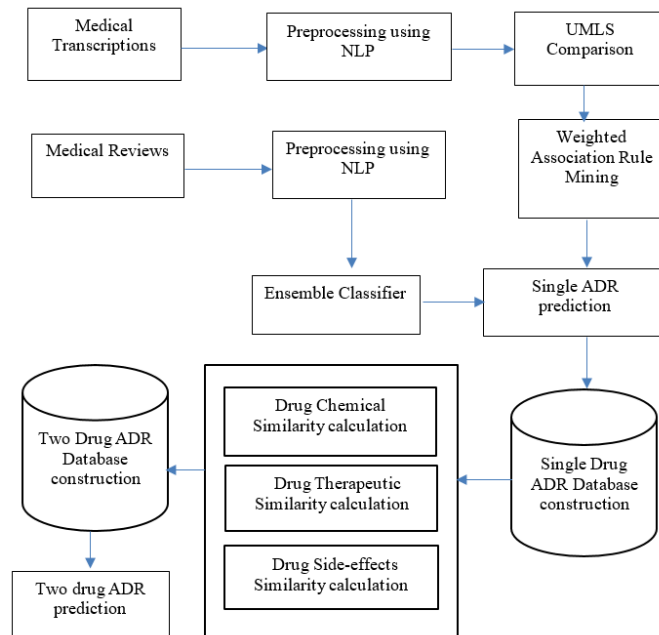 Medical
Transcriptions
Preprocessing using
NLP
UMLS
Comparison
Medical Reviews
Preprocessing using
NLP
Weighted
Association Rule
Mining
Ensemble Classifier
Single ADR
prediction
Two Drug ADR
Database
construction
Drug Chemical
Similarity calculation
Drug Therapeutic
Similarity calculation
Drug Side-effects
Similarity calculation
Single Drug
ADR Database
construction
Two drug ADR
prediction